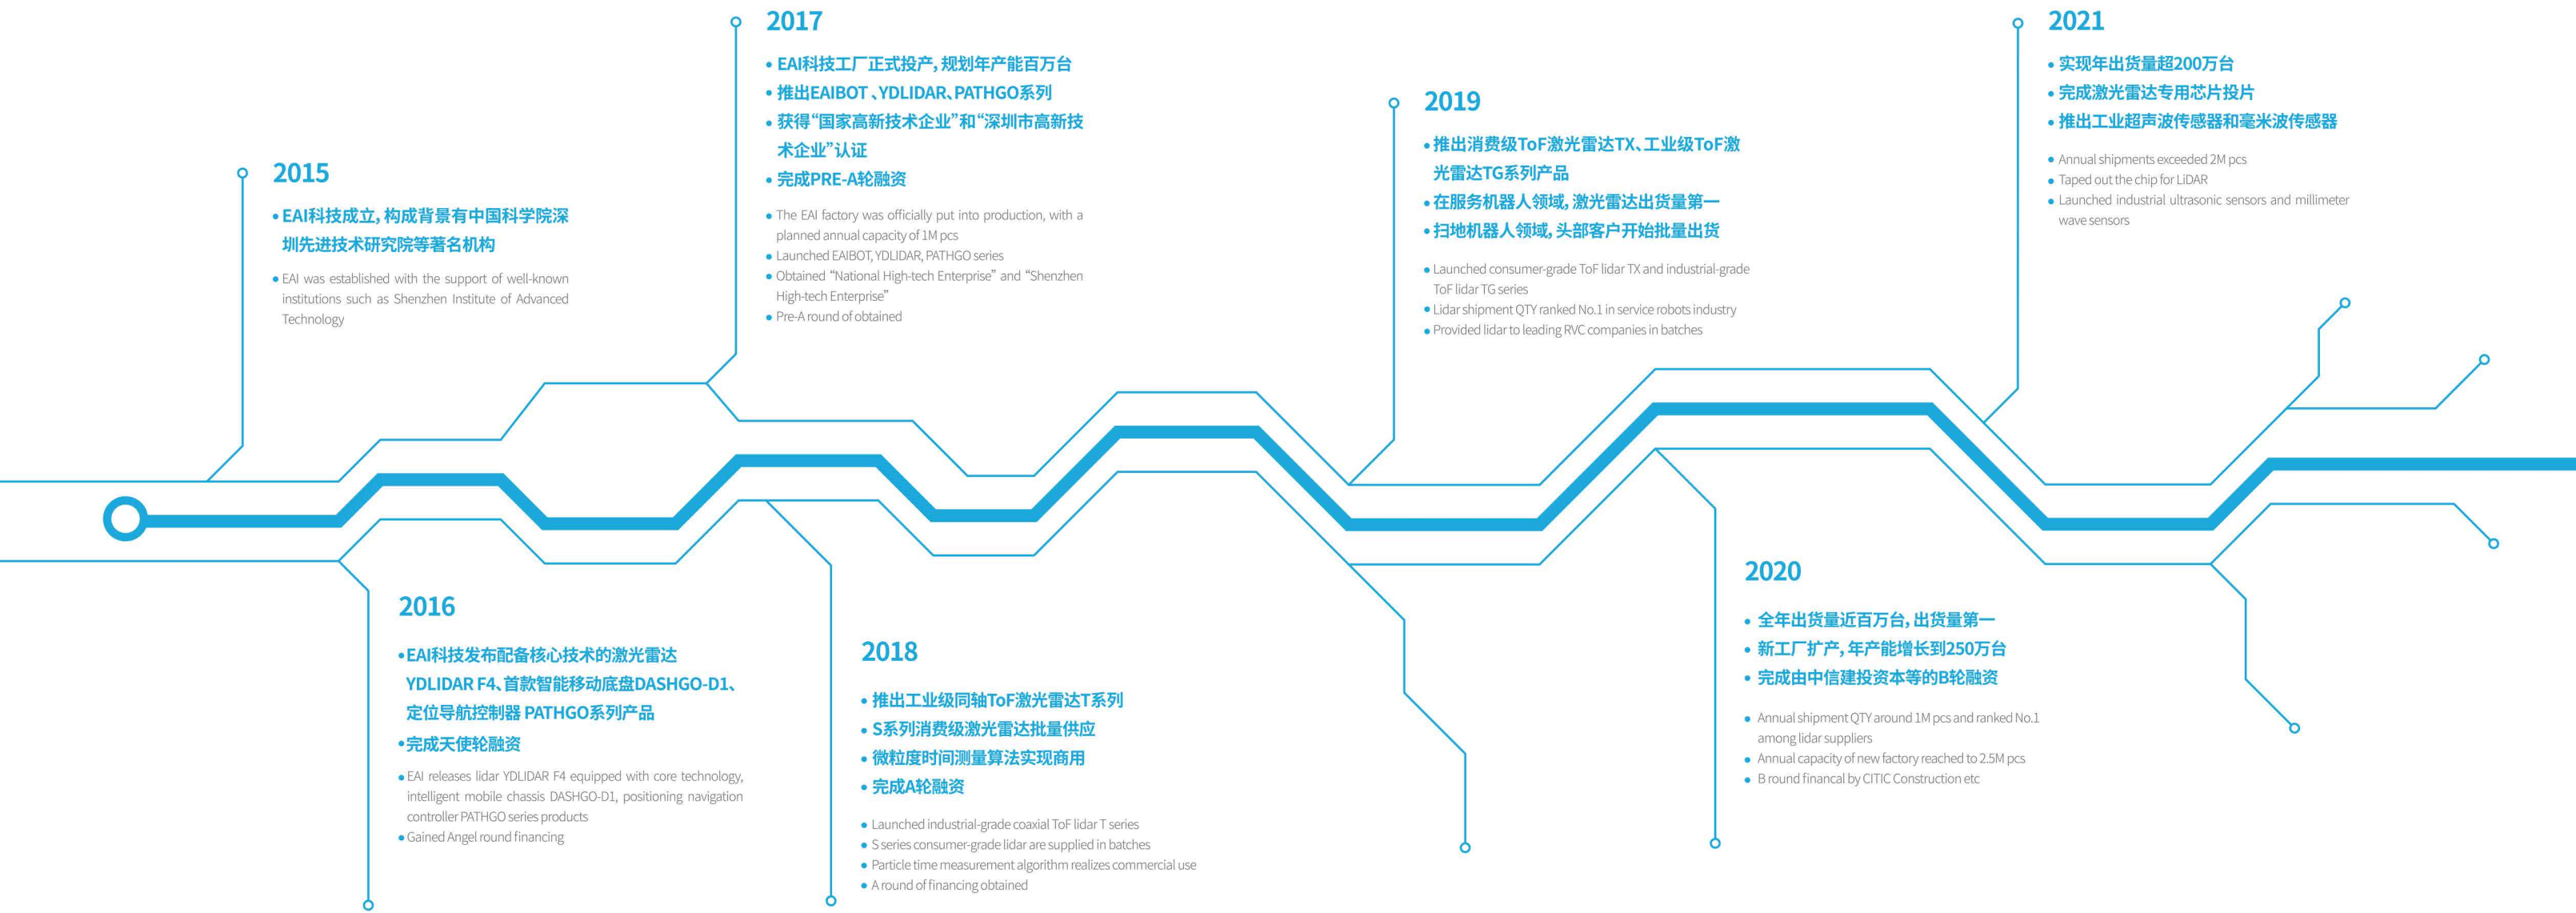 2015
EAI科技成立, 构成背景有中国科学院深
圳先进技术研究院等著名机构
EAI was established with the support of well-known
institutions such as Shenzhen Institute of Advanced
Technology
2016
EAI科技发布配备核心技术的激光雷达
YDLIDAR F4、首款智能移动底盘DASHGO-D1、
定位导航控制器 PATHGO系列产品
完成天使轮融资
EAI releases lidar YDLIDAR F4 equipped with core technology,
intelligent mobile chassis DASHGO-D1, positioning navigation
controller PATHGO series products
Gained Angel round financing
2017
EAI科技工厂正式投产, 规划年产能百万台
推出EAIBOT、YDLIDAR、PATHGO系列
获得“国家高新技术企业”和“深圳市高新技
术企业”认证
完成PRE-A轮融资
The EAI factory was officially put into production, with a
planned annual capacity of 1M pcs
Launched EAIBOT, YDLIDAR, PATHGO series
Obtained “National High-tech Enterprise” and “Shenzhen
High-tech Enterprise”
Pre-A round of obtained
2018
推出工业级同轴ToF激光雷达T系列
S系列消费级激光雷达批量供应
微粒度时间测量算法实现商用
完成A轮融资
Launched industrial-grade coaxial ToF lidar T series
S series consumer-grade lidar are supplied in batches
Particle time measurement algorithm realizes commercial use
A round of financing obtained
2019
推出消费级ToF激光雷达TX、工业级ToF激
光雷达TG系列产品
在服务机器人领域, 激光雷达出货量第一
扫地机器人领域, 头部客户开始批量出货
Launched consumer-grade ToF lidar TX and industrial-grade
ToF lidar TG series
Lidar shipment QTY ranked No.1 in service robots industry
Provided lidar to leading RVC companies in batches
2020
全年出货量近百万台, 出货量第一
新工厂扩产, 年产能增长到250万台
完成由中信建投资本等的B轮融资
Annual shipment QTY around 1M pcs and ranked No.1
among lidar suppliers
Annual capacity of new factory reached to 2.5M pcs
B round financal by CITIC Construction etc
2021
实现年出货量超200万台
完成激光雷达专用芯片投片
推出工业超声波传感器和毫米波传感器
Annual shipments exceeded 2M pcs
Taped out the chip for LiDAR
Launched industrial ultrasonic sensors and millimeter
wave sensors